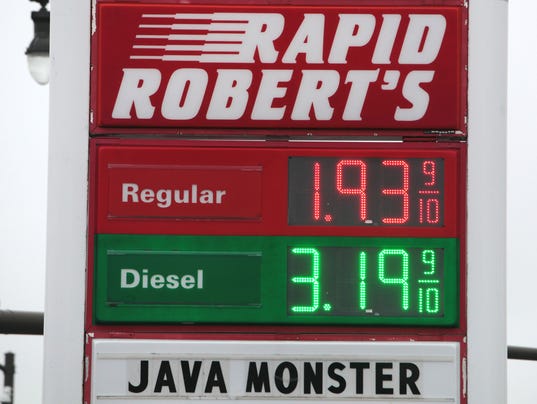 RAPID
ROBERT'S
Regular 1.93 9/10
Diesel 3.19 9/10
JAVA MONSTER